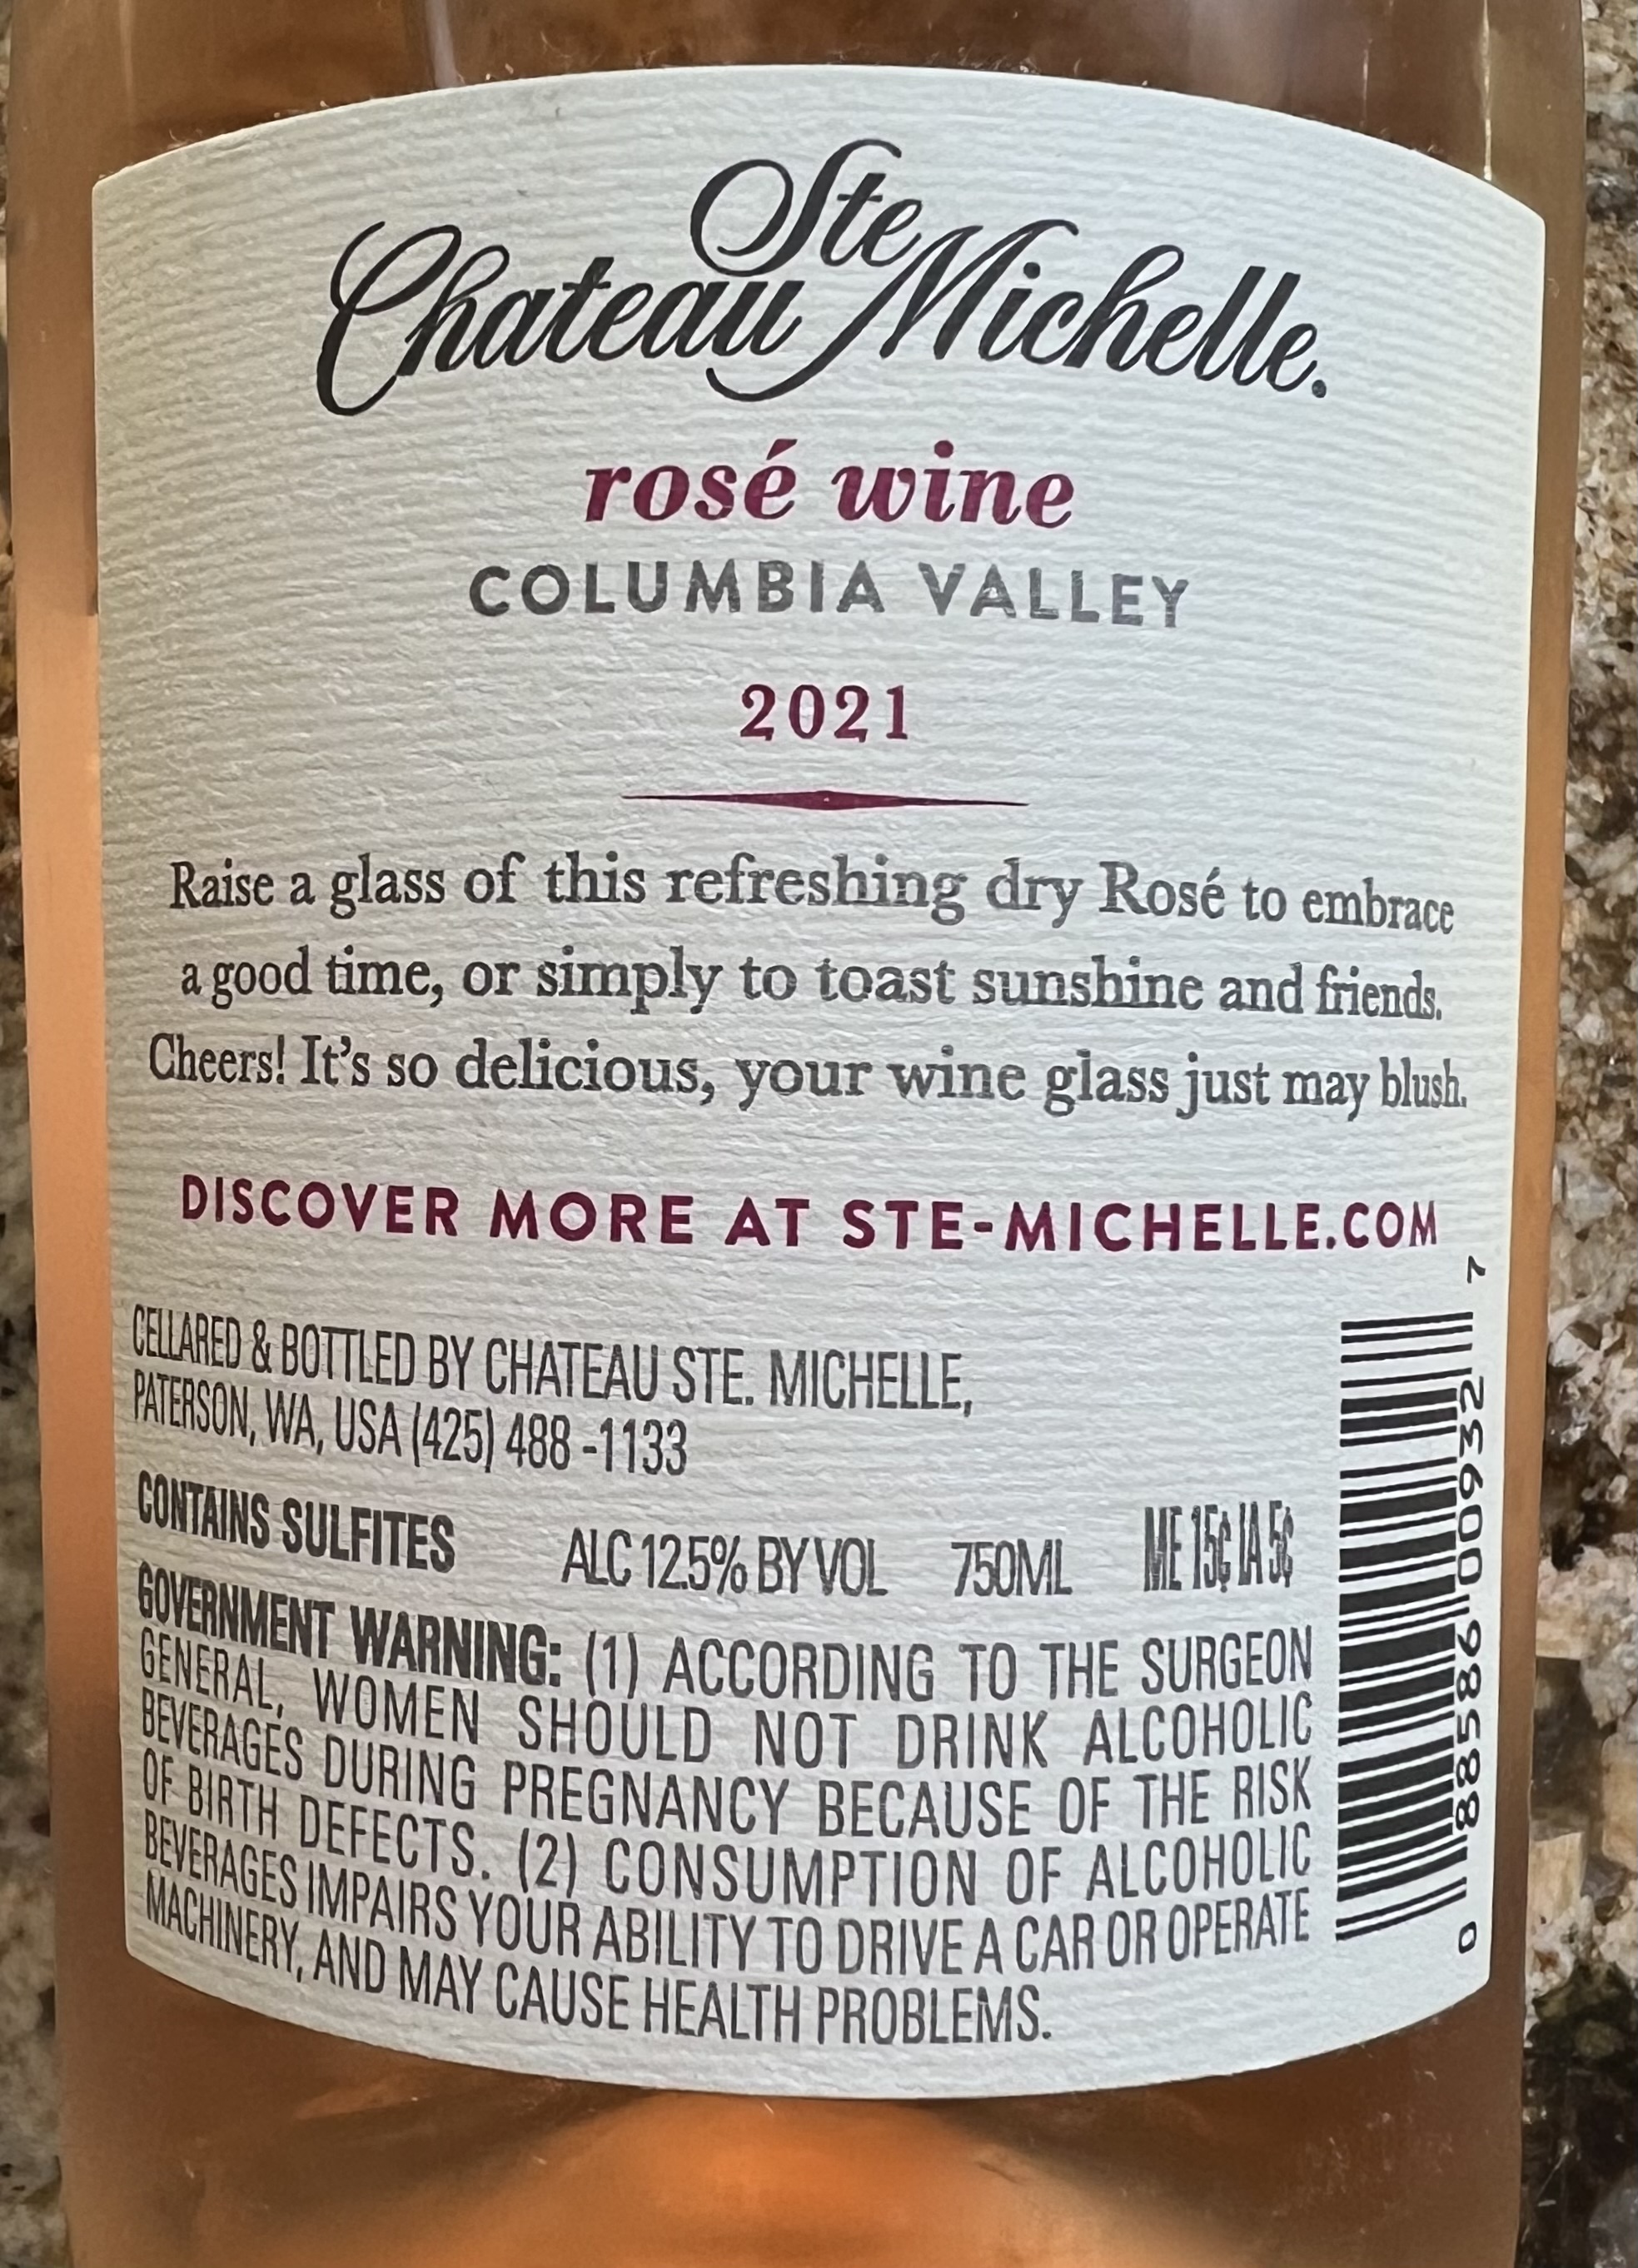 Ste
Chateau Michelle.
rosé wine
COLUMBIA VALLEY
2021
Raise a glass of this refreshing dry Rosé to embrace
a good time, or simply to toast sunshine and friends.
Cheers! It's so delicious, your wine glass just may blush.
DISCOVER MORE AT STE-MICHELLE.COM
CELLARED & BOTTLED BY CHATEAU STE. MICHELLE,
PATERSON, WA, USA (425) 488 -1133
CONTAINS SULFITES ALC 12.5% BY VOL 750ML ME 15¢ IA 5¢
GOVERNMENT WARNING: (1) ACCORDING TO THE SURGEON
GENERAL, WOMEN SHOULD NOT DRINK ALCOHOLIC
BEVERAGES DURING PREGNANCY BECAUSE OF THE RISK
OF BIRTH DEFECTS. (2) CONSUMPTION OF ALCOHOLIC
BEVERAGES IMPAIRS YOUR ABILITY TO DRIVE A CAR OR OPERATE
MACHINERY, AND MAY CAUSE HEALTH PROBLEMS.
0 88586 00932 7